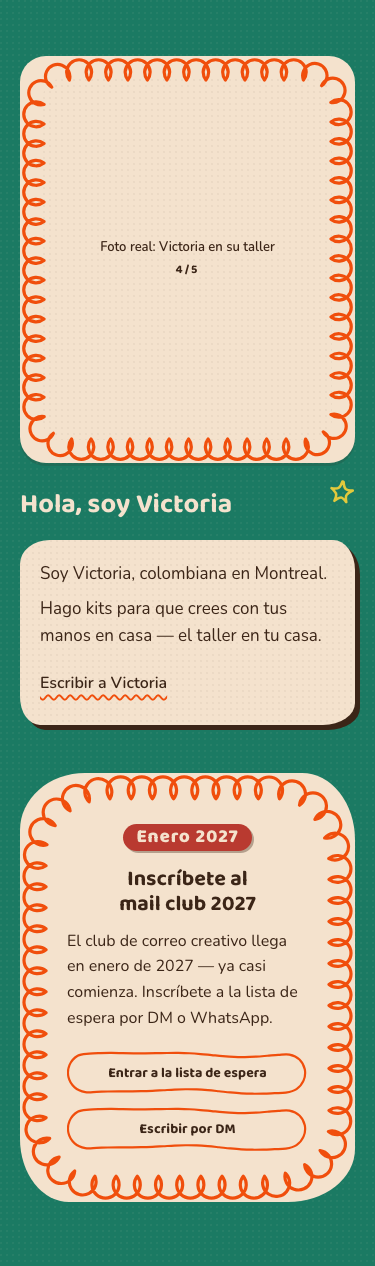 Foto real: Victoria en su taller
4 / 5
Hola, soy Victoria
Soy Victoria, colombiana en Montreal.
Hago kits para que crees con tus
manos en casa — el taller en tu casa.
Escribir a Victoria
Enero 2027
Inscríbete al
mail club 2027
El club de correo creativo llega
en enero de 2027 — ya casi
comienza. Inscríbete a la lista de
espera por DM o WhatsApp.
Entrar a la lista de espera
Escribir por DM